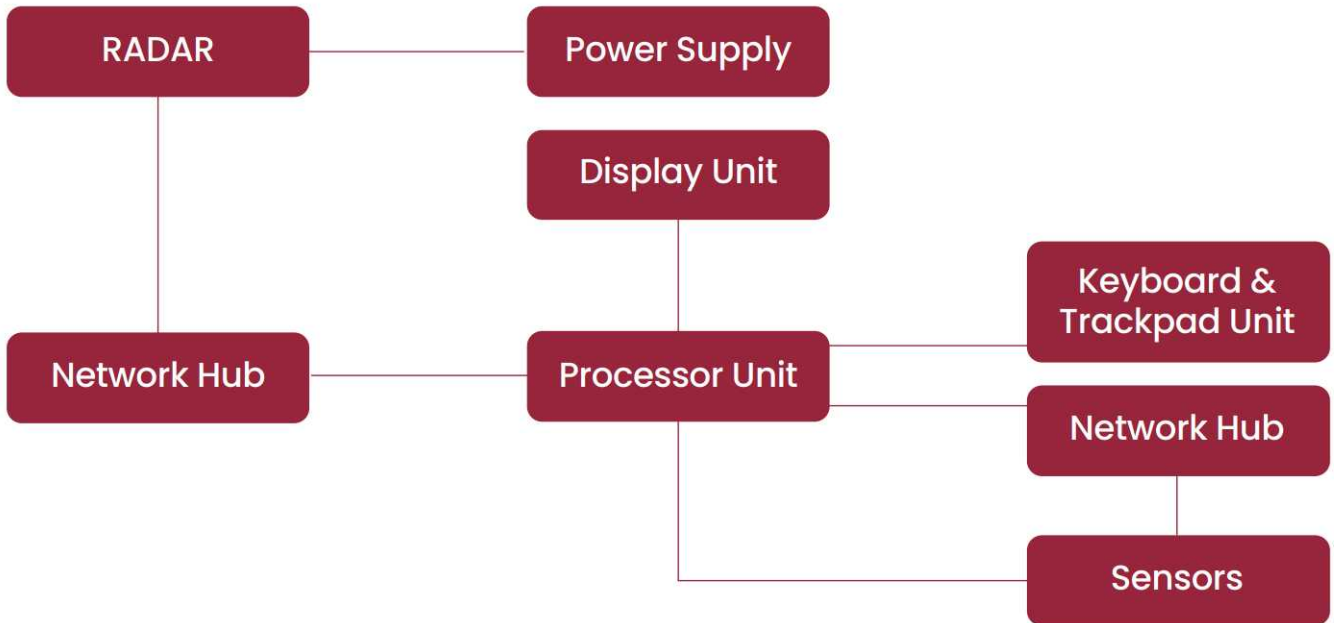 RADAR
Power Supply
Display Unit
Keyboard &
Trackpad Unit
Network Hub
Processor Unit
Network Hub
Sensors